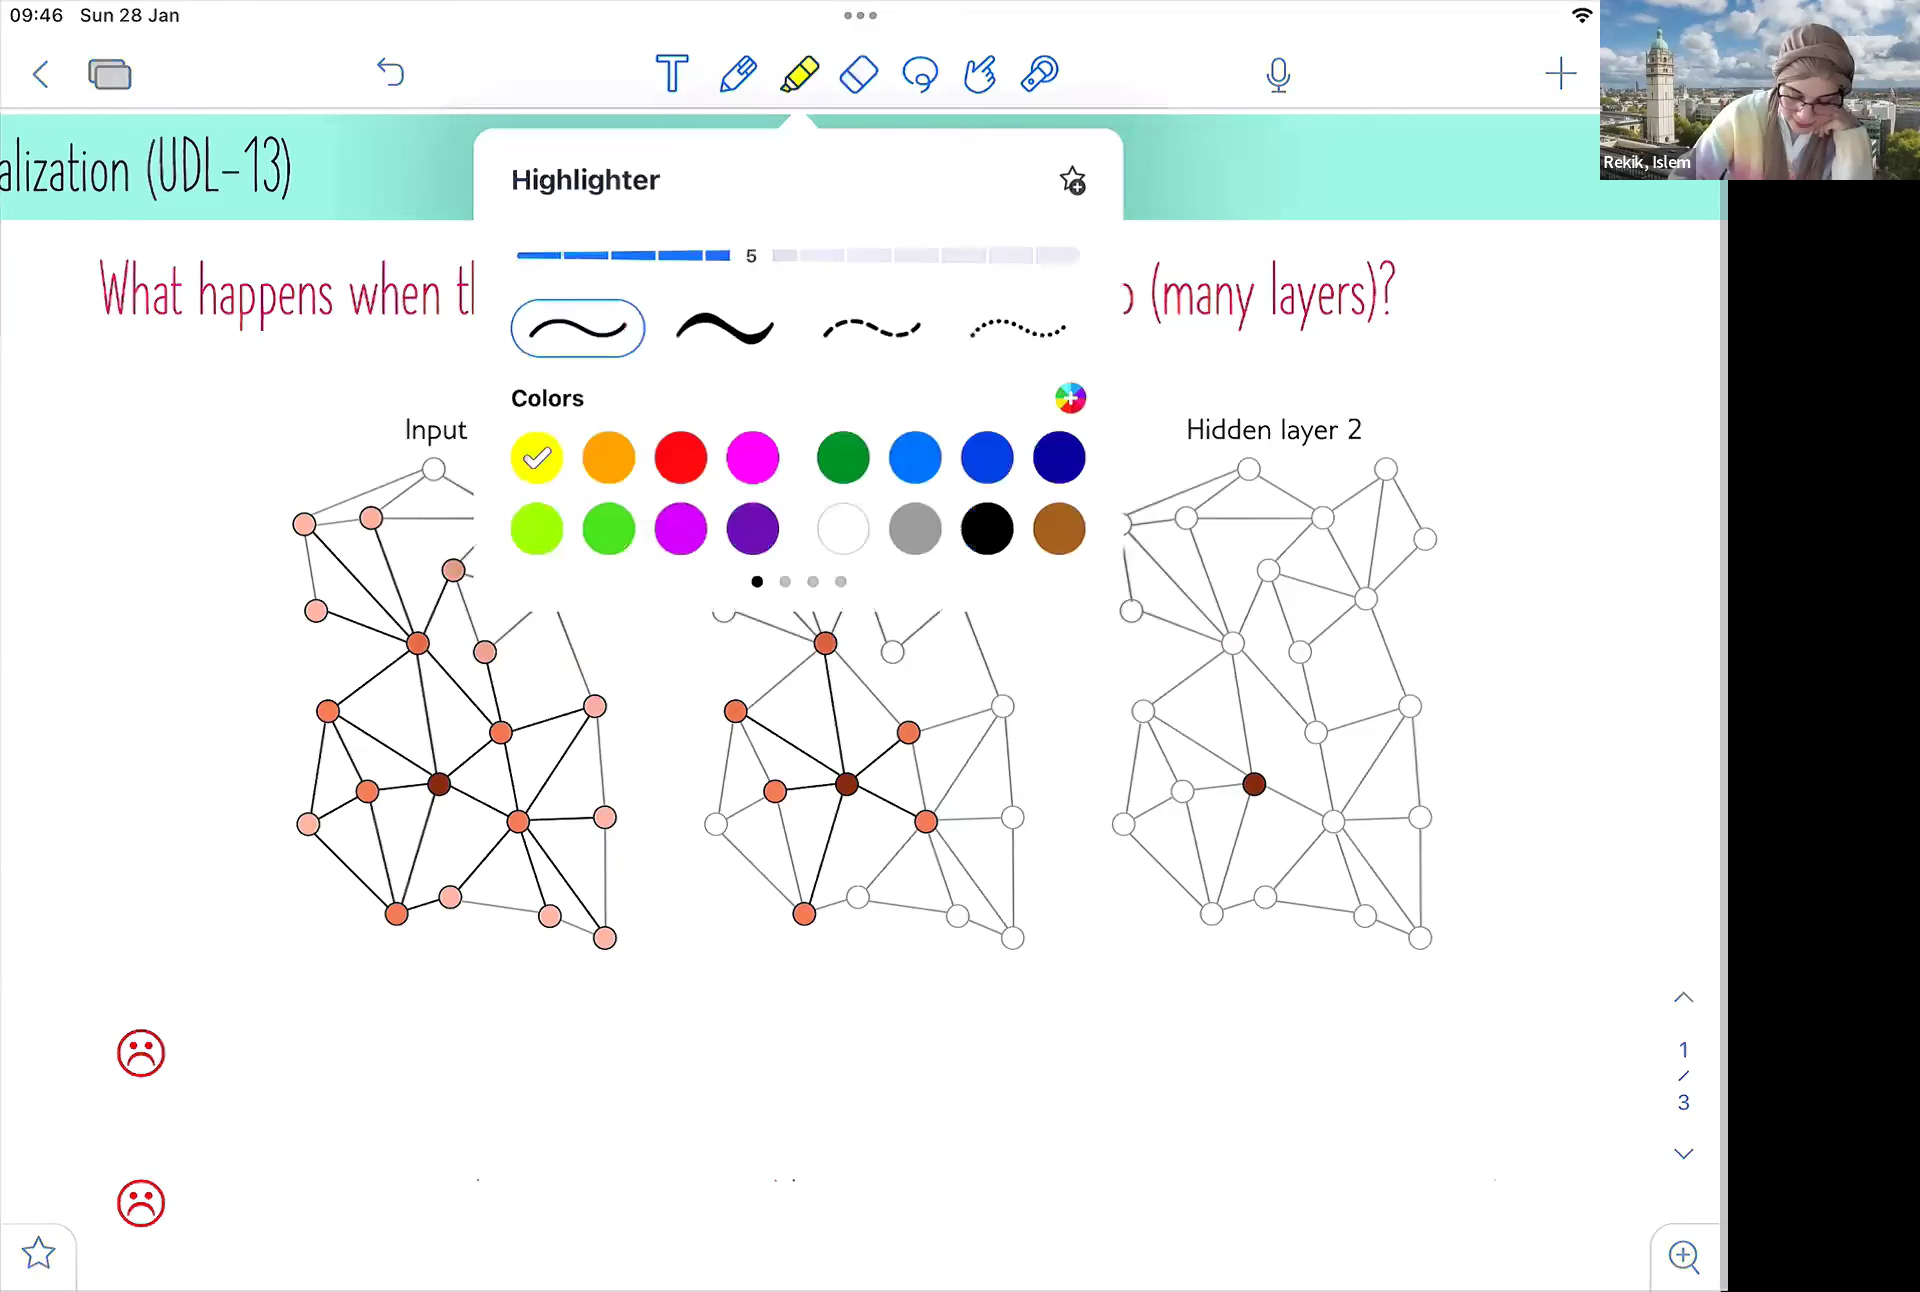 09:46 Sun 28 Jan
Rekik, Islem
alization (UDL-13)
Highlighter
5
What happens when
(many layers)?
Colors
Input
Hidden layer 2
1
/
3